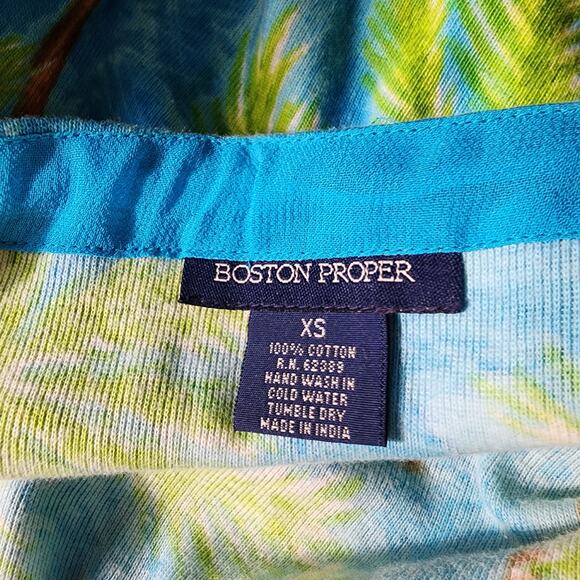 BOSTON PROPER
XS
100% COTTON
R.N. 62389
HAND WASH IN
COLD WATER
TUMBLE DRY
MADE IN INDIA